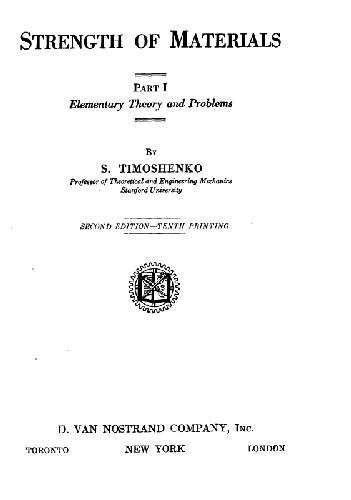 STRENGTH OF MATERIALS
PART I
Elementary Theory and Problems
BY
S. TIMOSHENKO
Professor of Theoretical and Engineering Mechanics
Stanford University
SECOND EDITION—TENTH PRINTING
D. VAN NOSTRAND COMPANY, INC.
TORONTO NEW YORK LONDON